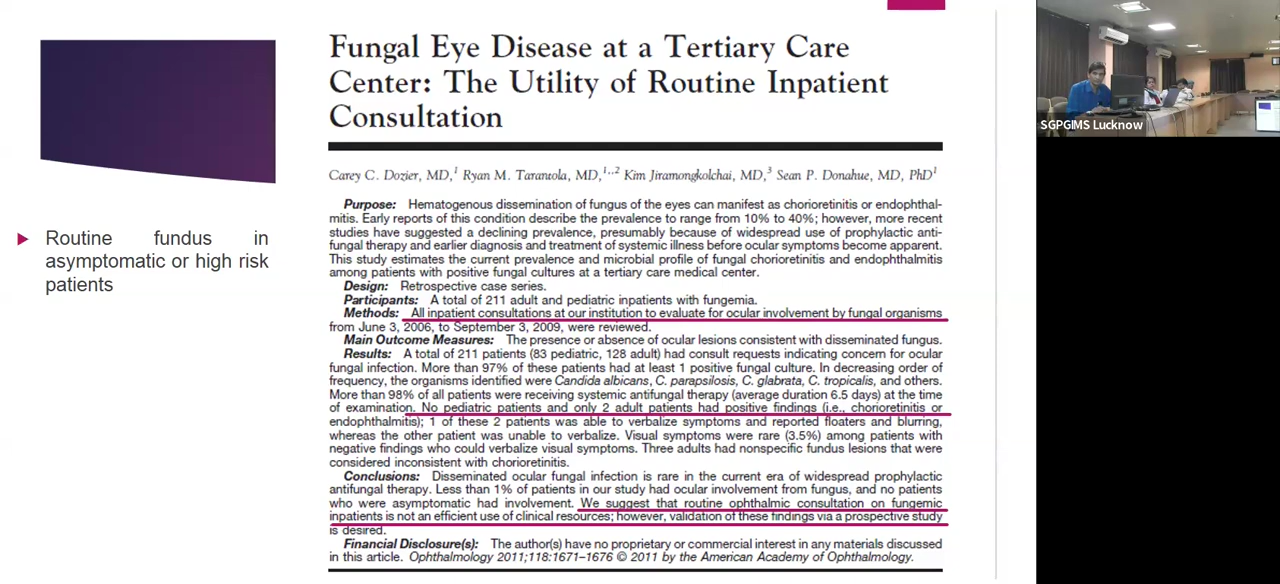 Fungal Eye Disease at a Tertiary Care
Center: The Utility of Routine Inpatient
Consultation
Carey C. Dozier, MD,1 Ryan M. Tarantola, MD,1,2 Kim Jiramongkolchai, MD,3 Sean P. Donahue, MD, PhD1
Routine fundus in
asymptomatic or high risk
patients
Purpose: Hematogenous dissemination of fungus of the eyes can manifest as chorioretinitis or endophthal-
mitis. Early reports of this condition describe the prevalence to range from 10% to 40%; however, more recent
studies have suggested a declining prevalence, presumably because of widespread use of prophylactic anti-
fungal therapy and earlier diagnosis and treatment of systemic illness before ocular symptoms become apparent.
This study estimates the current prevalence and microbial profile of fungal chorioretinitis and endophthalmitis
among patients with positive fungal cultures at a tertiary care medical center.
Design: Retrospective case series.
Participants: A total of 211 adult and pediatric inpatients with fungemia.
Methods: All inpatient consultations at our institution to evaluate for ocular involvement by fungal organisms
from June 3, 2006, to September 3, 2009, were reviewed.
Main Outcome Measures: The presence or absence of ocular lesions consistent with disseminated fungus.
Results: A total of 211 patients (83 pediatric, 128 adult) had consult requests indicating concern for ocular
fungal infection. More than 97% of these patients had at least 1 positive fungal culture. In decreasing order of
frequency, the organisms identified were Candida albicans, C. parapsilosis, C. glabrata, C. tropicalis, and others.
More than 98% of all patients were receiving systemic antifungal therapy (average duration 6.5 days) at the time
of examination. No pediatric patients and only 2 adult patients had positive findings (i.e., chorioretinitis or
endophthalmitis); 1 of these 2 patients was able to verbalize symptoms and reported floaters and blurring,
whereas the other patient was unable to verbalize. Visual symptoms were rare (3.5%) among patients with
negative findings who could verbalize visual symptoms. Three adults had nonspecific fundus lesions that were
considered inconsistent with chorioretinitis.
Conclusions: Disseminated ocular fungal infection is rare in the current era of widespread prophylactic
antifungal therapy. Less than 1% of patients in our study had ocular involvement from fungus, and no patients
who were asymptomatic had involvement. We suggest that routine ophthalmic consultation on fungemic
inpatients is not an efficient use of clinical resources; however, validation of these findings via a prospective study
is desired.
Financial Disclosure(s): The author(s) have no proprietary or commercial interest in any materials discussed
in this article. Ophthalmology 2011;118:1671–1676 © 2011 by the American Academy of Ophthalmology.
SGPGIMS Lucknow